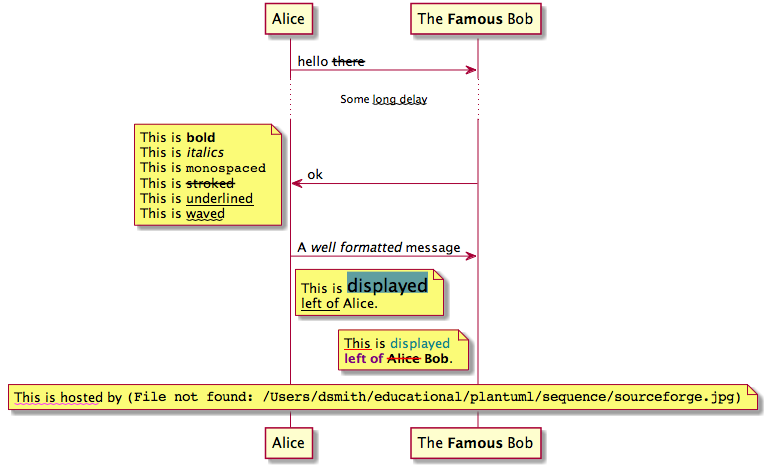 Alice
The Famous Bob
hello there
Some long delay
This is bold
This is italics
This is monospaced
This is stroked
This is underlined
This is waved
ok
A well formatted message
This is displayed
left of Alice.
This is displayed
left of Alice Bob.
This is hosted by (File not found: /Users/dsmith/educational/plantuml/sequence/sourceforge.jpg)
Alice
The Famous Bob